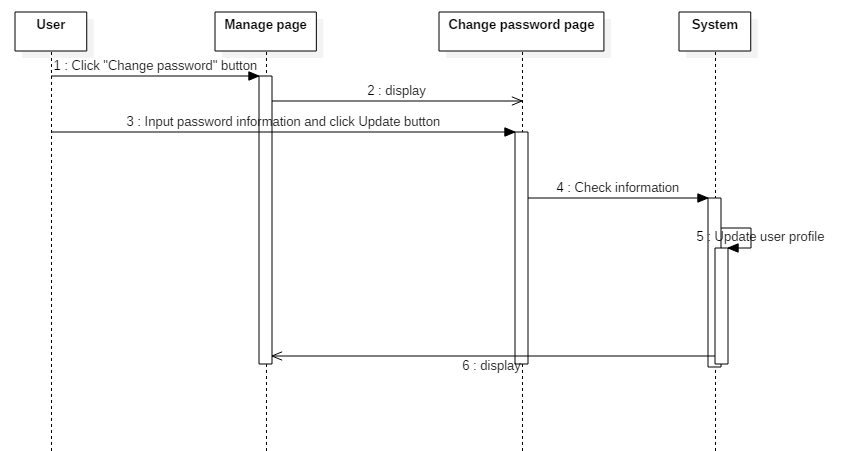 User
Manage page
Change password page
System
1 : Click "Change password" button
2 : display
3 : Input password information and click Update button
4 : Check information
5 : Update user profile
6 : display